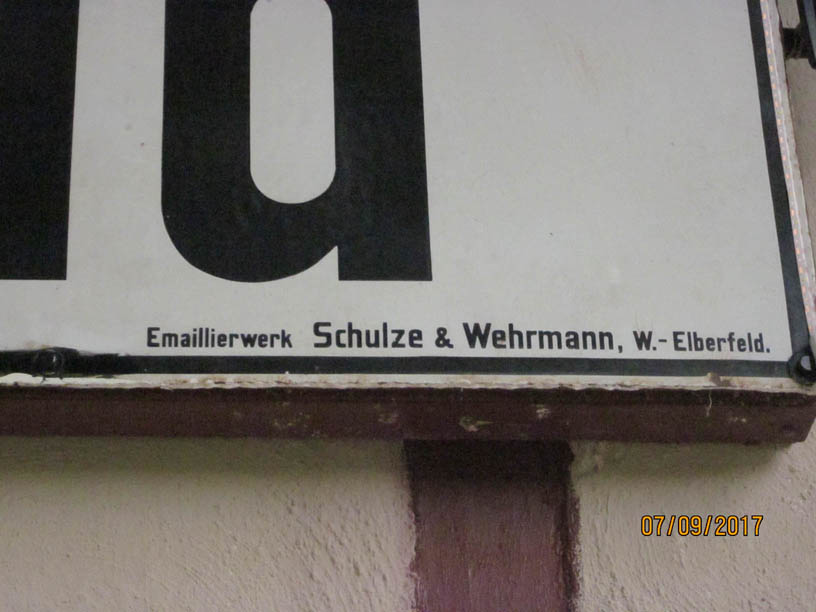 a
Emaillierwerk Schulze & Wehrmann, W.-Elberfeld.
07/09/2017